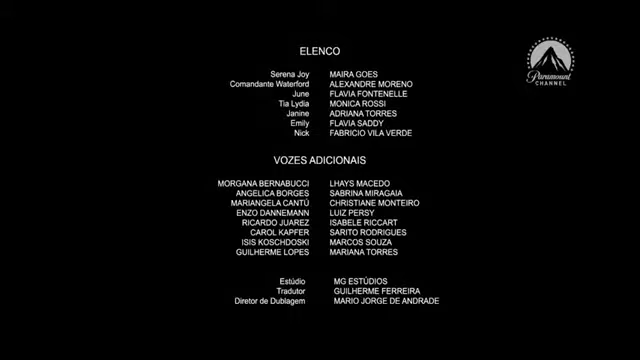 ELENCO
Serena Joy MAIRA GOES
Comandante Waterford ALEXANDRE MORENO
June FLAVIA FONTENELLE
Tia Lydia MONICA ROSSI
Janine ADRIANA TORRES
Emily FLAVIA SADDY
Nick FABRICIO VILA VERDE
VOZES ADICIONAIS
MORGANA BERNABUCCI LHAYS MACEDO
ANGELICA BORGES SABRINA MIRAGAIA
MARIANGELA CANTÚ CHRISTIANE MONTEIRO
ENZO DANNEMANN LUIZ PERSY
RICARDO JUAREZ ISABELE RICCART
CAROL KAPFER SARITO RODRIGUES
ISIS KOSCHDOSKI MARCOS SOUZA
GUILHERME LOPES MARIANA TORRES
Estúdio MG ESTÚDIOS
Tradutor GUILHERME FERREIRA
Diretor de Dublagem MARIO JORGE DE ANDRADE
Paramount
CHANNEL